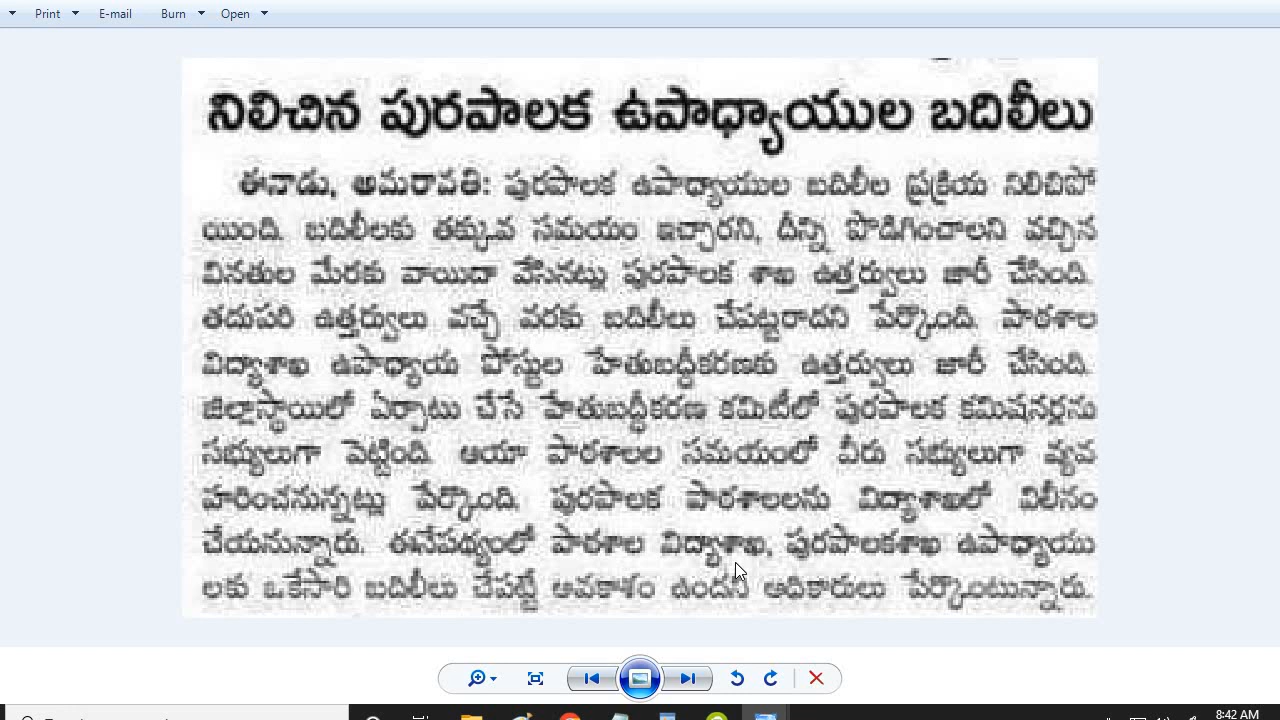 Print E-mail Burn Open
నిలిచిన పురపాలక ఉపాధ్యాయుల బదిలీలు
ఈనాడు, అమరావతి: పురపాలక ఉపాధ్యాయుల బదిలీల ప్రక్రియ నిలిచిపో
యింది. బదిలీలకు తక్కువ సమయం ఇచ్చారని, దీన్ని పొడిగించాలని వచ్చిన
వినతుల మేరకు వాయిదా వేసినట్లు పురపాలక శాఖ ఉత్తర్వులు జారీ చేసింది.
తదుపరి ఉత్తర్వులు వచ్చే వరకు బదిలీలు చేపట్టరాదని పేర్కొంది. పాఠశాల
విద్యాశాఖ ఉపాధ్యాయ పోస్టుల హేతుబద్ధీకరణకు ఉత్తర్వులు జారీ చేసింది.
జిల్లాస్థాయిలో ఏర్పాటు చేసే హేతుబద్ధీకరణ కమిటీలో పురపాలక కమిషనర్లను
సభ్యులుగా పెట్టింది. ఆయా పాఠశాలల సమయంలో వీరు సభ్యులుగా వ్యవ
హరించనున్నట్లు పేర్కొంది. పురపాలక పాఠశాలలను విద్యాశాఖలో విలీనం
చేయనున్నారు. ఈనేపథ్యంలో పాఠశాల విద్యాశాఖ, పురపాలకశాఖ ఉపాధ్యాయు
లకు ఒకేసారి బదిలీలు చేపట్టే అవకాశం ఉందని అధికారులు పేర్కొంటున్నారు.
8:42 AM